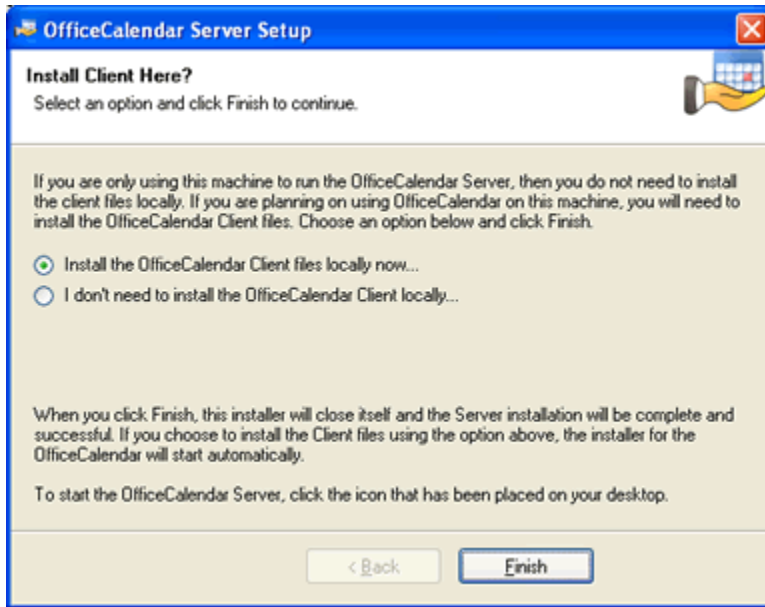 OfficeCalendar Server Setup
Install Client Here?
Select an option and click Finish to continue.
If you are only using this machine to run the OfficeCalendar Server, then you do not need to install
the client files locally. If you are planning on using OfficeCalendar on this machine, you will need to
install the OfficeCalendar Client files. Choose an option below and click Finish.
Install the OfficeCalendar Client files locally now...
I don't need to install the OfficeCalendar Client locally...
When you click Finish, this installer will close itself and the Server installation will be complete and
successful. If you choose to install the Client files using the option above, the installer for the
OfficeCalendar will start automatically.
To start the OfficeCalendar Server, click the icon that has been placed on your desktop.
< Back
Finish